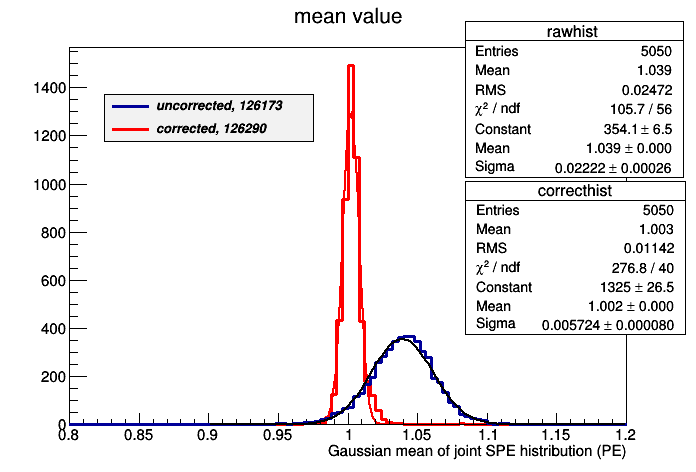 mean value
rawhist
Entries 5050
Mean 1.039
RMS 0.02472
χ² / ndf 105.7 / 56
Constant 354.1 ± 6.5
Mean 1.039 ± 0.000
Sigma 0.02222 ± 0.00026
correcthist
Entries 5050
Mean 1.003
RMS 0.01142
χ² / ndf 276.8 / 40
Constant 1325 ± 26.5
Mean 1.002 ± 0.000
Sigma 0.005724 ± 0.000080
uncorrected, 126173
corrected, 126290
1400
1200
1000
800
600
400
200
0
0.8 0.85 0.9 0.95 1 1.05 1.1 1.15 1.2
Gaussian mean of joint SPE histribution (PE)